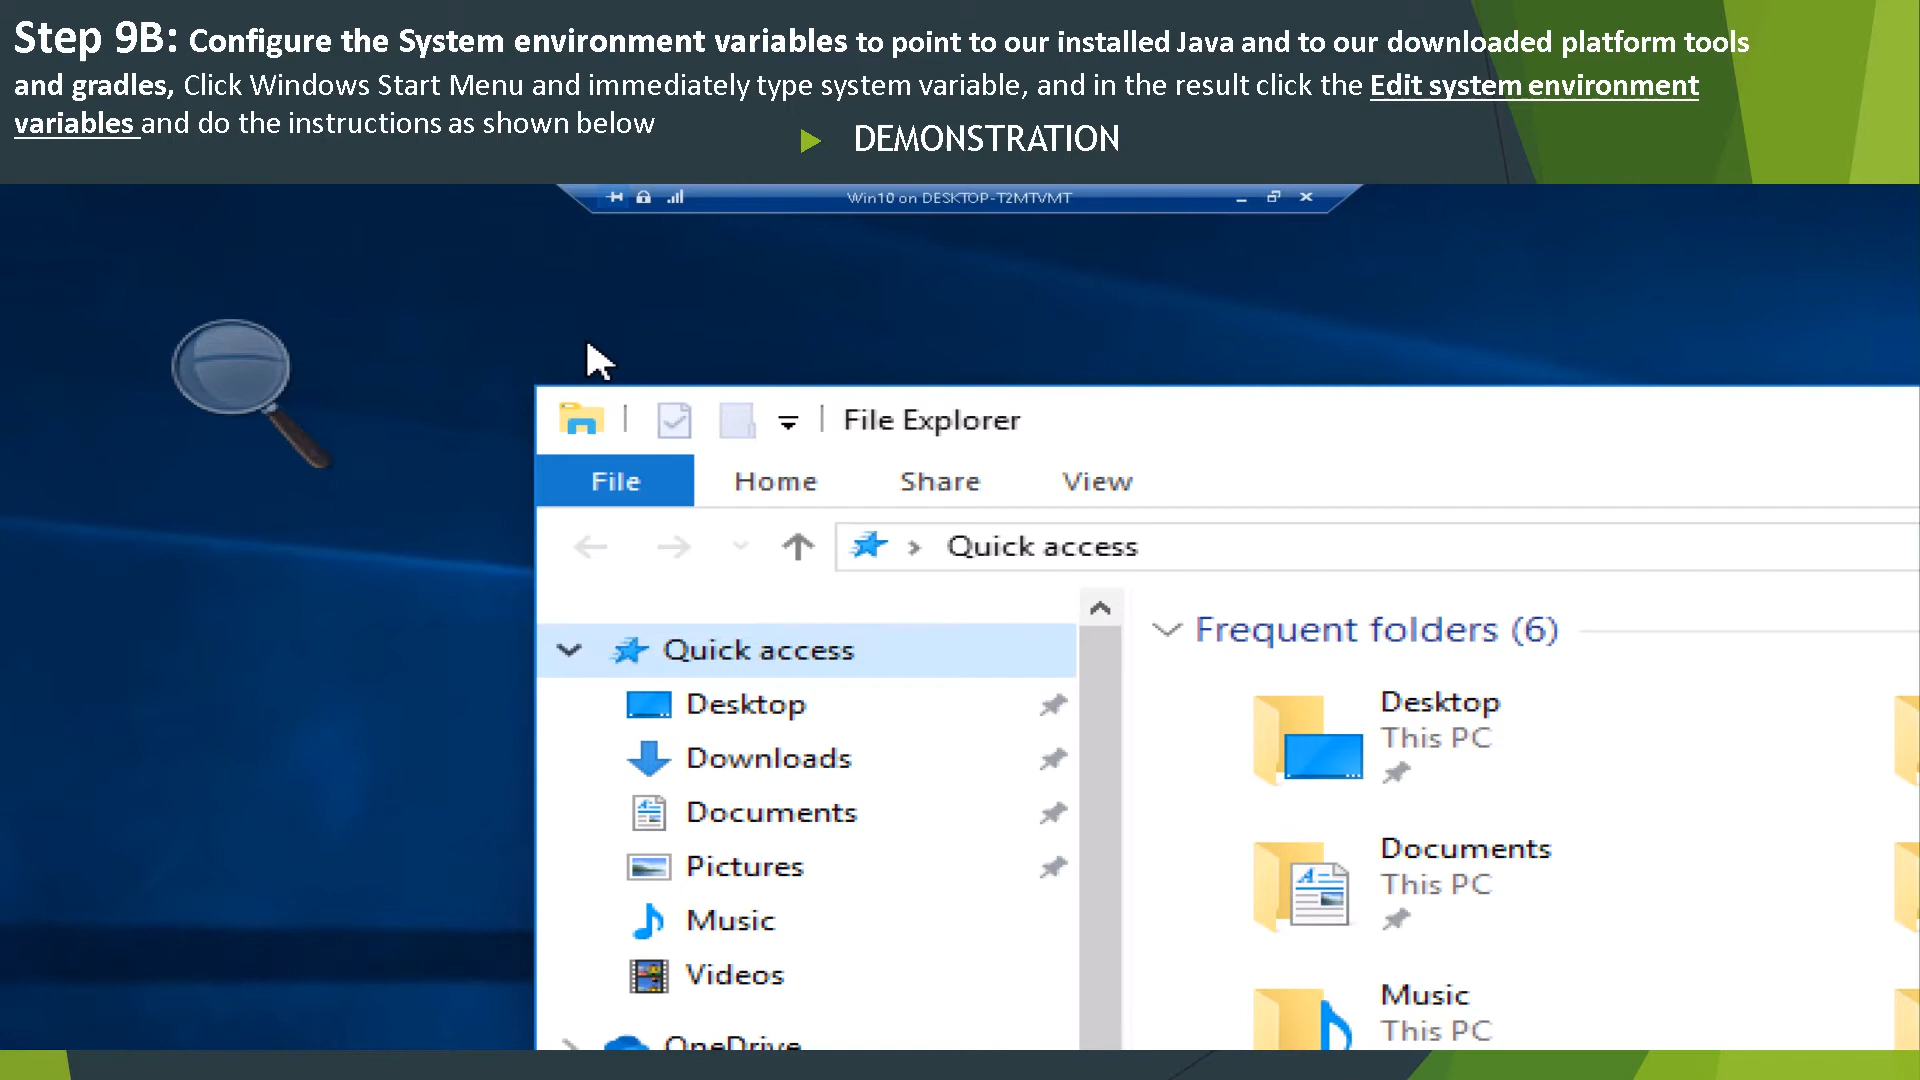 Step 9B: Configure the System environment variables to point to our installed Java and to our downloaded platform tools
and gradles, Click Windows Start Menu and immediately type system variable, and in the result click the Edit system environment
variables and do the instructions as shown below
DEMONSTRATION
Win10 on DESKTOP-T2MTVMT
File Explorer
File Home Share View
Quick access
Quick access
Desktop
Downloads
Documents
Pictures
Music
Videos
OneDrive
Frequent folders (6)
Desktop
This PC
Documents
This PC
Music
This PC